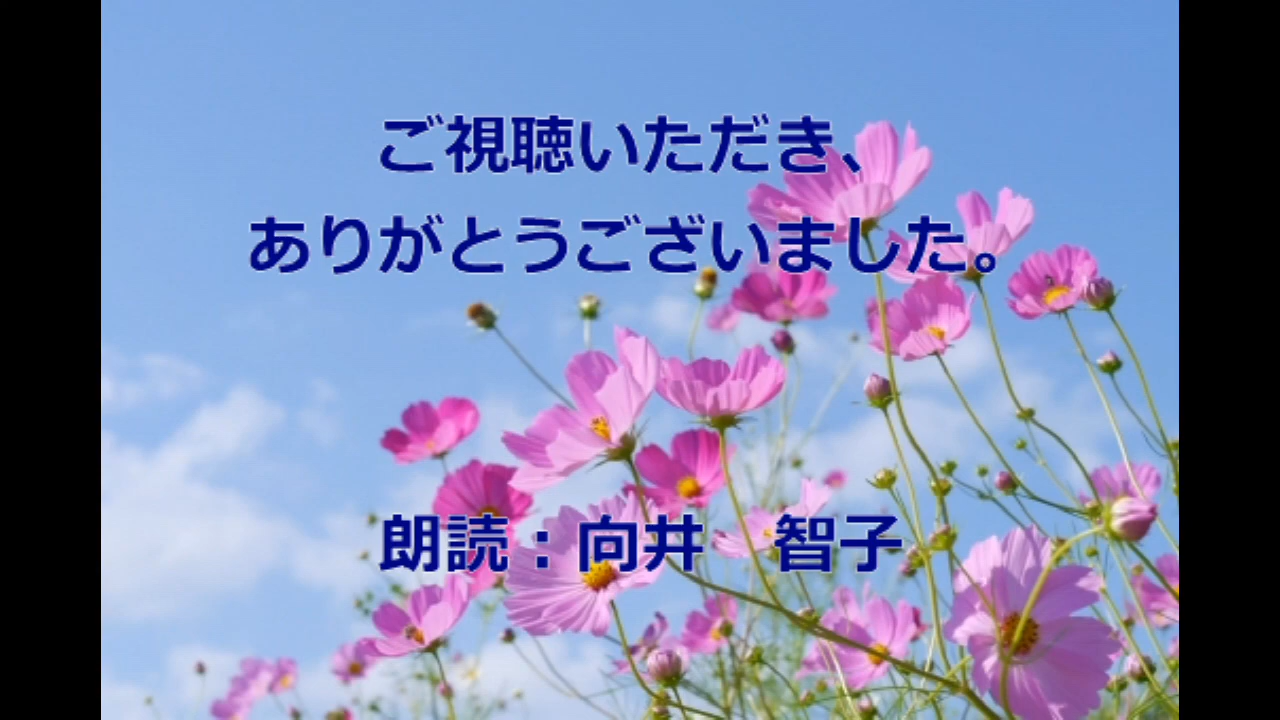 ご視聴いただき、
ありがとうございました。
朗読：向井　智子